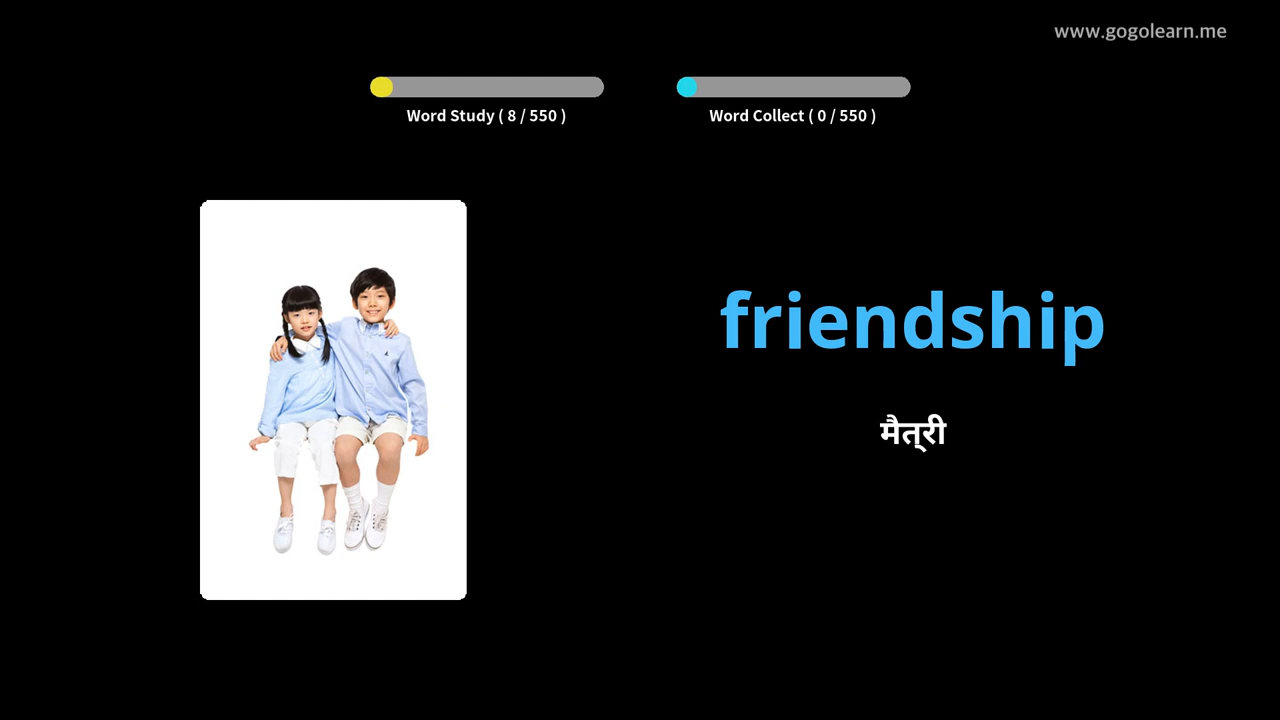 www.gogolearn.me
Word Study ( 8 / 550 )
Word Collect ( 0 / 550 )
friendship
मैत्री